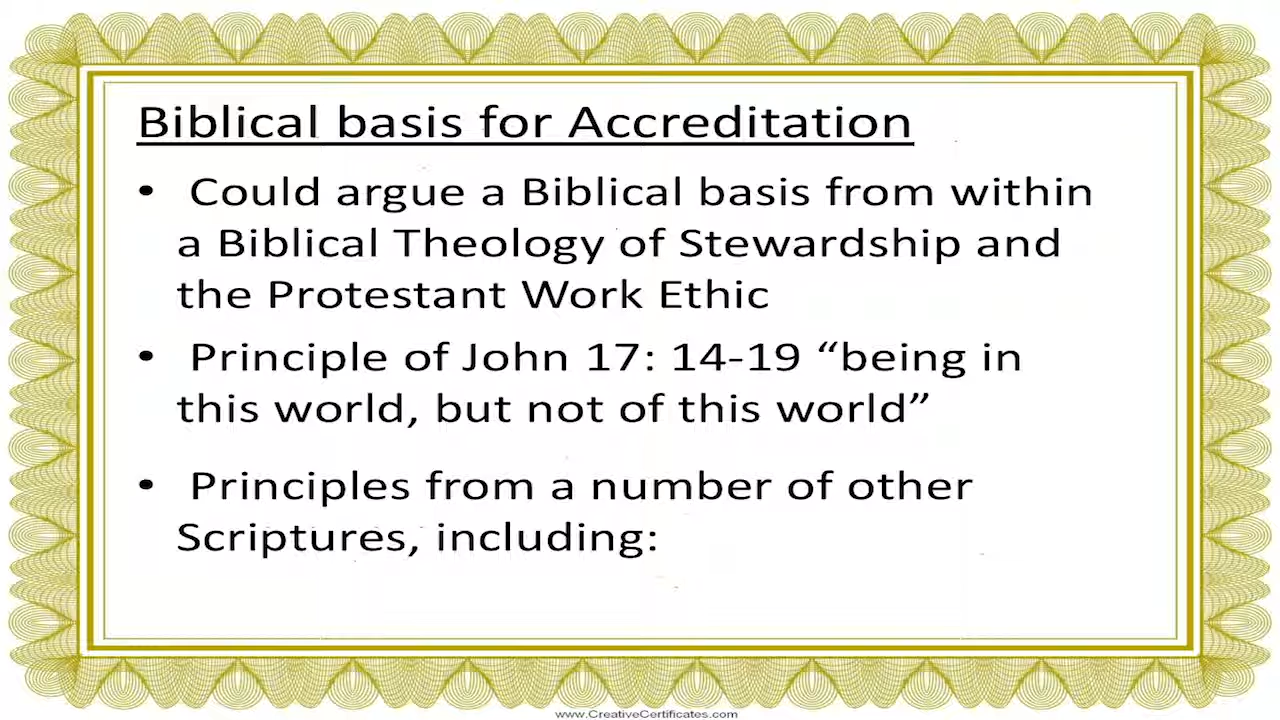 Biblical basis for Accreditation
• Could argue a Biblical basis from within
a Biblical Theology of Stewardship and
the Protestant Work Ethic
• Principle of John 17: 14-19 “being in
this world, but not of this world”
• Principles from a number of other
Scriptures, including:
www.CreativeCertificates.com